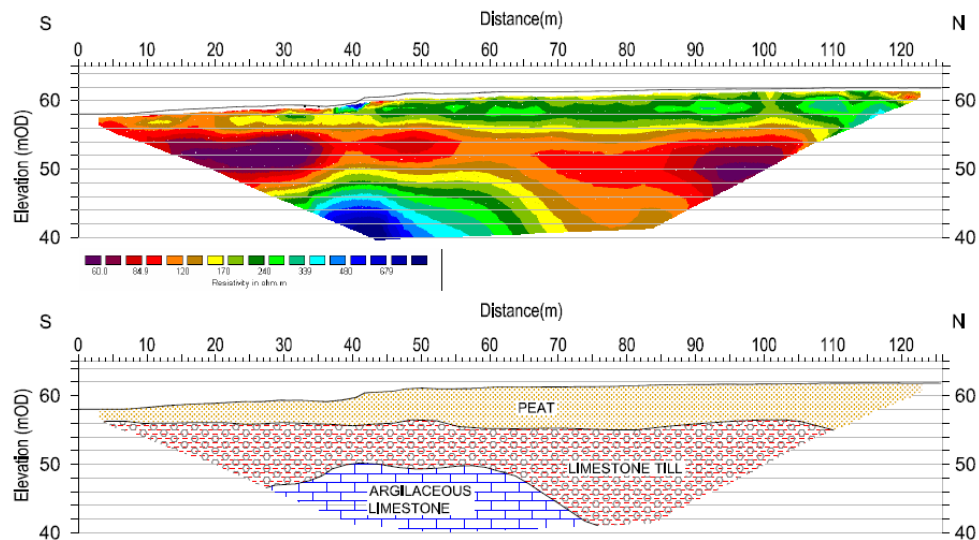 Distance(m)
S N
0 10 20 30 40 50 60 70 80 90 100 110 120
Elevation (mOD)
60 60
50 50
40 40
60.0 84.9 120 170 240 339 480 679
Resistivity in ohm.m
Distance(m)
S N
0 10 20 30 40 50 60 70 80 90 100 110 120
Elevation (mOD)
60 60
PEAT
50 50
LIMESTONE TILL
ARGILACEOUS
LIMESTONE
40 40